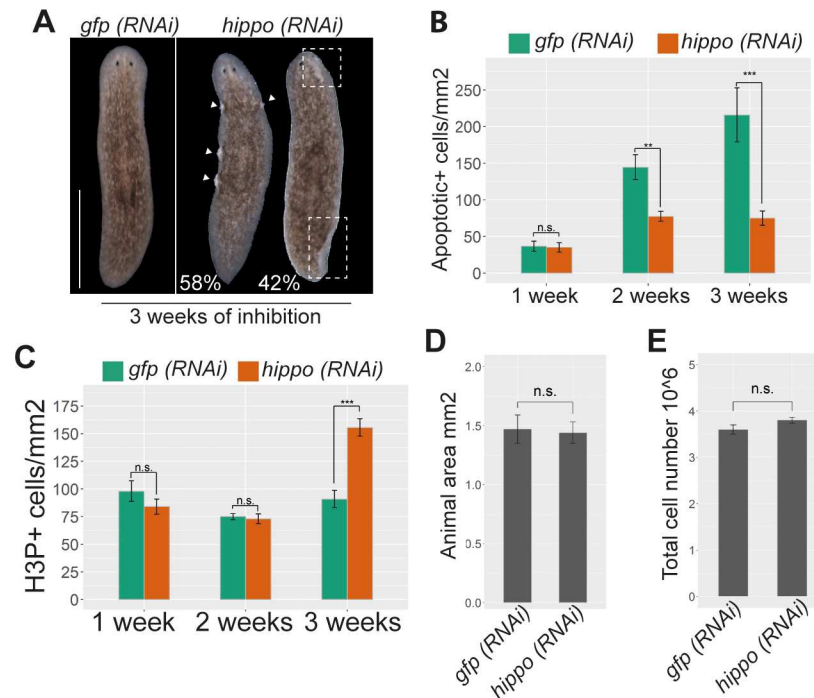 A
gfp (RNAi) hippo (RNAi)
58% 42%
3 weeks of inhibition
B
gfp (RNAi) hippo (RNAi)
Apoptotic+ cells/mm2
250
200
150
100
50
0
n.s.
**
***
1 week 2 weeks 3 weeks
C
gfp (RNAi) hippo (RNAi)
H3P+ cells/mm2
175
150
125
100
75
50
25
0
n.s.
n.s.
***
1 week 2 weeks 3 weeks
D
Animal area mm2
2.0
1.5
1.0
0.5
0.0
n.s.
gfp (RNAi)
hippo (RNAi)
E
Total cell number 10^6
5
4
3
2
1
0
n.s.
gfp (RNAi)
hippo (RNAi)